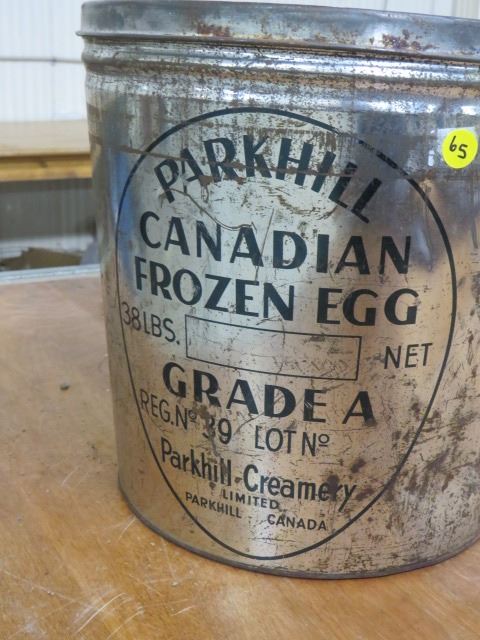 65
PARKHILL
CANADIAN
FROZEN EGG
38 LBS. NET
GRADE A
REG. Nº 39 LOT Nº
Parkhill Creamery
LIMITED
PARKHILL CANADA